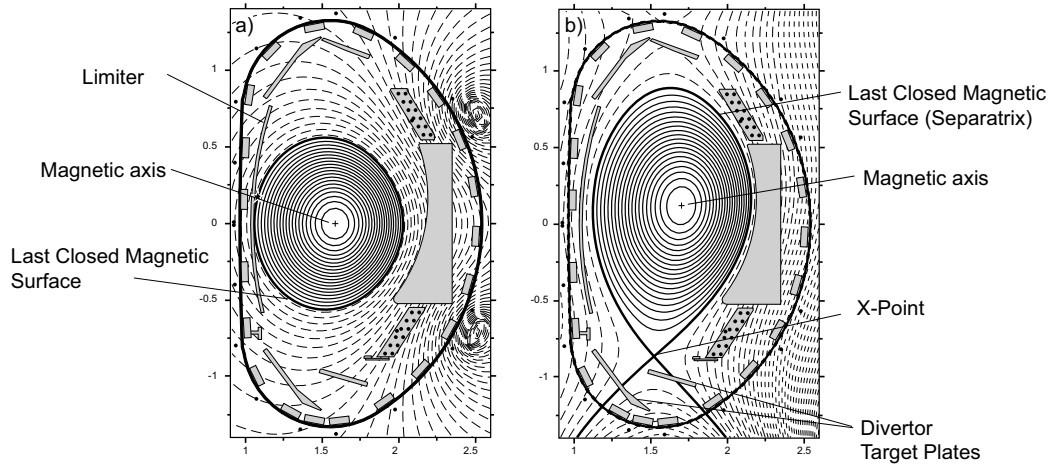 a)
Limiter
Magnetic axis
Last Closed Magnetic
Surface
1
0.5
0
-0.5
-1
1
1.5
2
2.5
b)
Last Closed Magnetic
Surface (Separatrix)
Magnetic axis
X-Point
Divertor
Target Plates
1
0.5
0
-0.5
-1
1
1.5
2
2.5